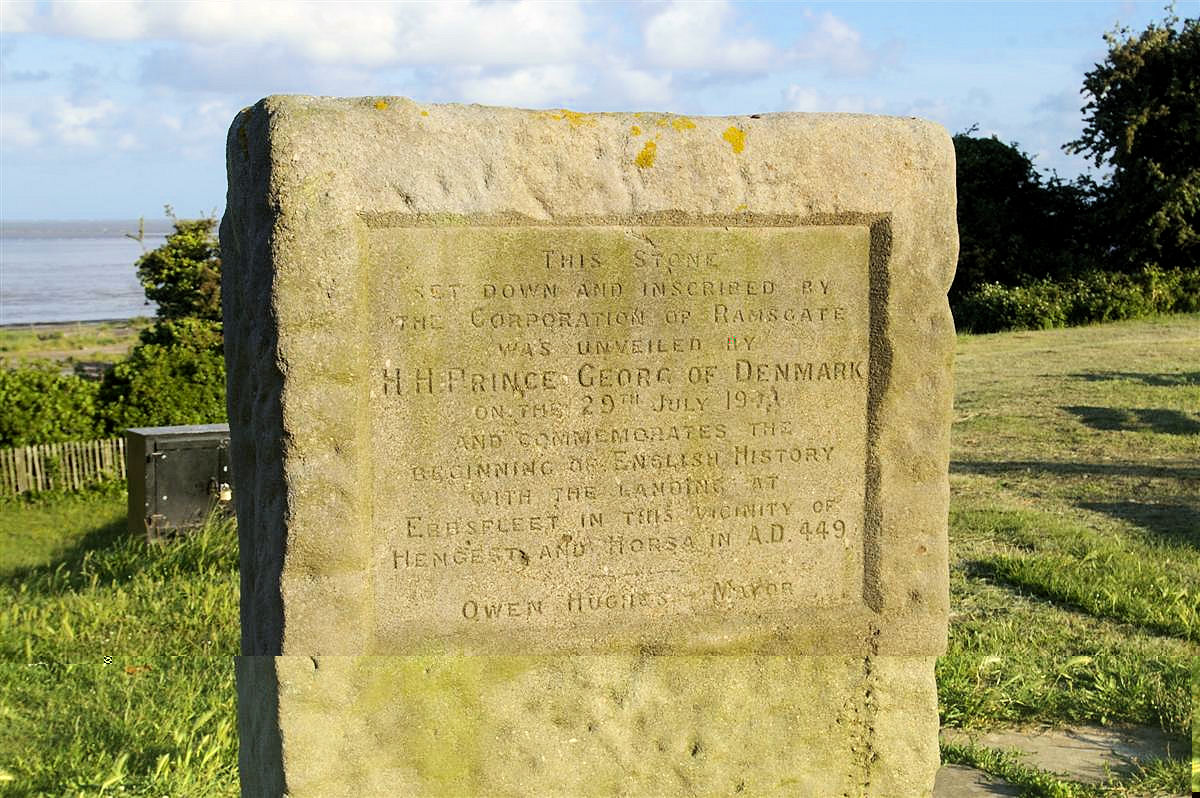 THIS STONE
SET DOWN AND INSCRIBED BY
THE CORPORATION OF RAMSGATE
WAS UNVEILED BY
H.H. PRINCE GEORG OF DENMARK
ON THE 29TH JULY
AND COMMEMORATES THE
BEGINNING OF ENGLISH HISTORY
WITH THE LANDING AT
EBBSFLEET IN THIS VICINITY OF
HENGEST AND HORSA IN A.D. 449
OWEN HUGHES - MAYOR